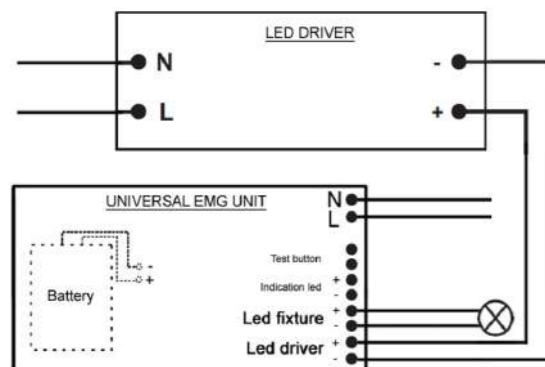 LED DRIVER
N
-
L
+
UNIVERSAL EMG UNIT
N
L
Test button
-
+
Battery
Indication led
+
-
Led fixture
+
-
Led driver
+
-